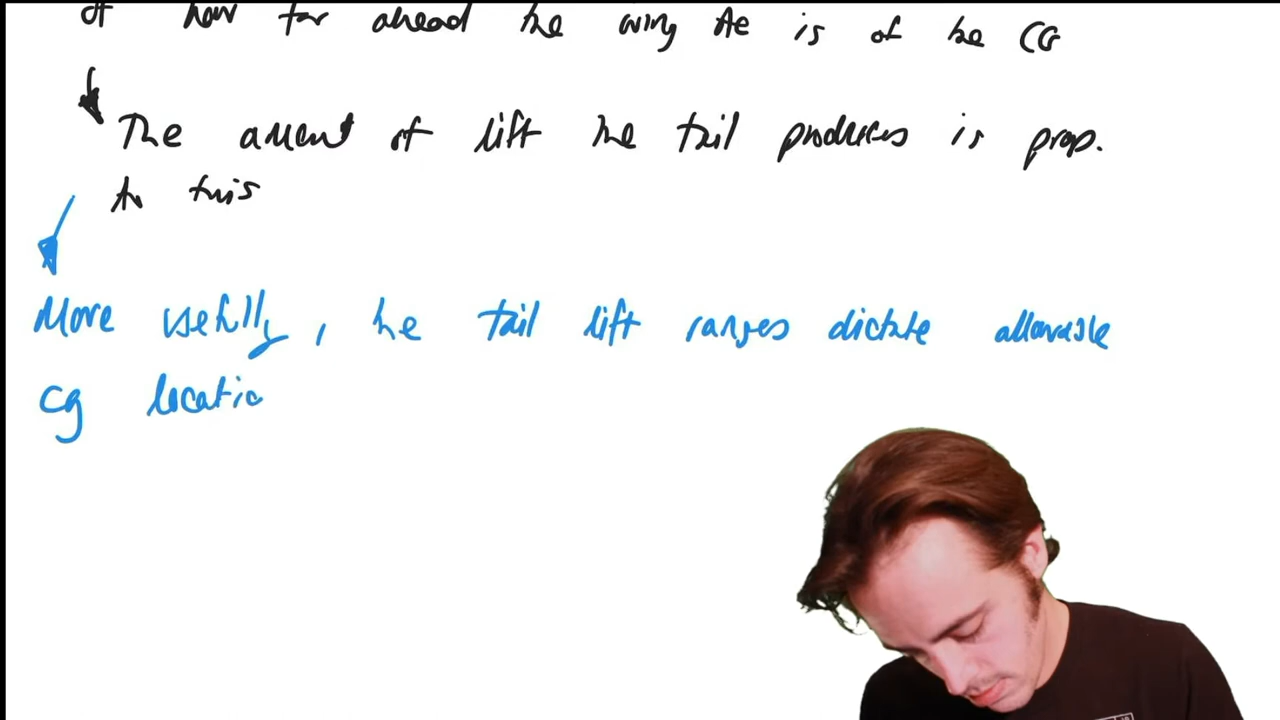 of how far ahead the wing Ac is of the CG
The amount of lift the tail produces is prop.
to this
More usefully, the tail lift ranges dictate allowable
cg locatio